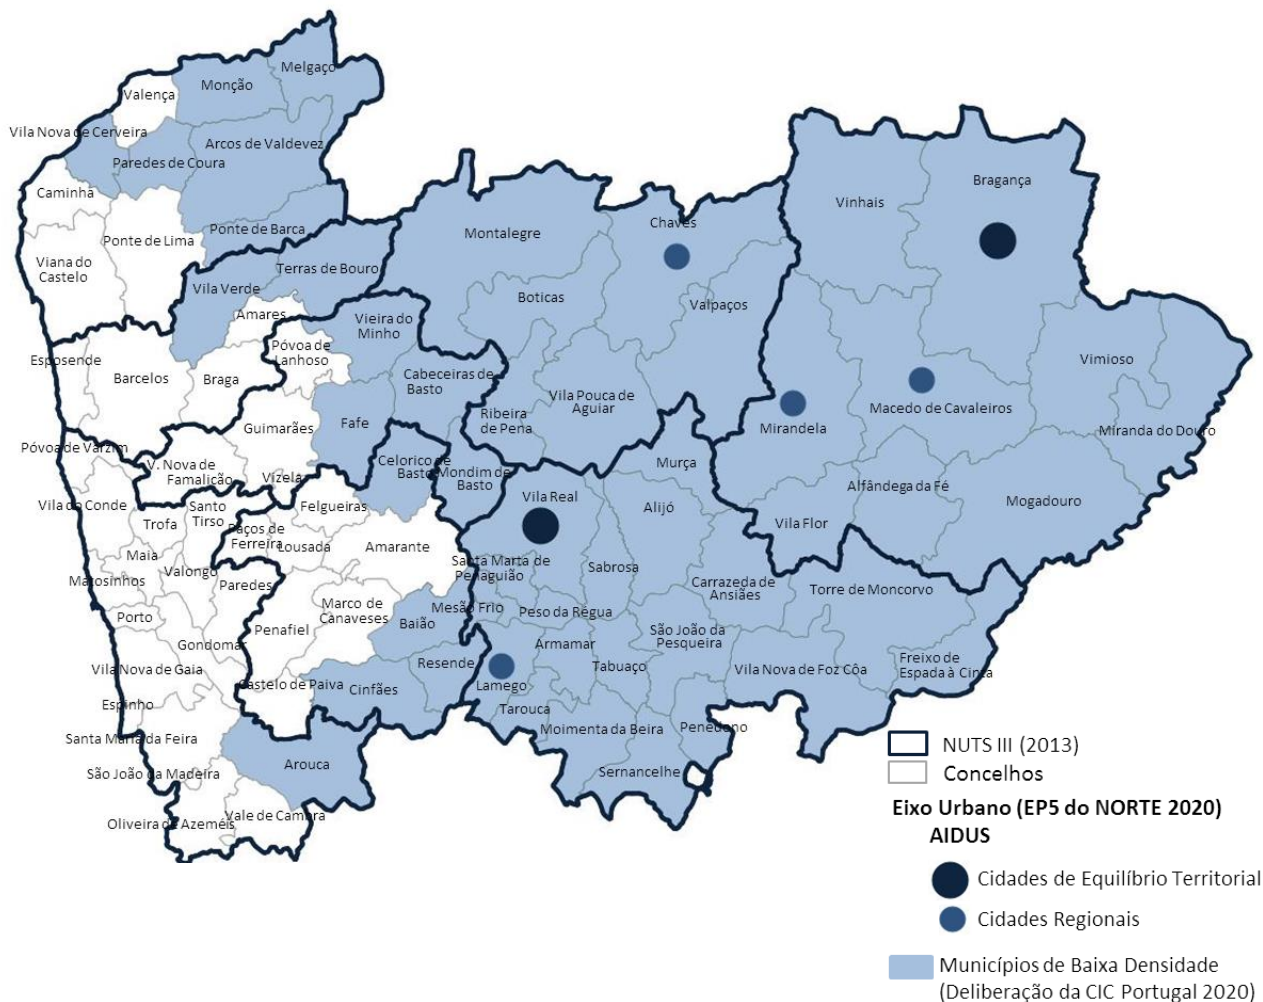 Melgaço
Monção
Valença
Vila Nova de Cerveira
Arcos de Valdevez
Paredes de Coura
Caminha
Ponte de Barca
Ponte de Lima
Viana do
Castelo
Terras de Bouro
Vila Verde
Amares
Vieira do
Minho
Póvoa de
Lanhoso
Esposende
Barcelos
Braga
Cabeceiras de
Basto
Guimarães
Fafe
Póvoa de Varzim
V. Nova de
Famalicão
Vizela
Celorico de
Basto
Mondim de
Basto
Montalegre
Chaves
Boticas
Valpaços
Vila Pouca de
Aguiar
Ribeira
de Pena
Vinhais
Bragança
Vimioso
Macedo de Cavaleiros
Mirandela
Miranda do Douro
Alfândega da Fé
Mogadouro
Vila Flor
Murça
Vila Real
Alijó
Sabrosa
Santa Marta de
Penaguião
Mesão Frio
Peso da Régua
Carrazeda de
Ansiães
Torre de Moncorvo
São João da
Pesqueira
Armamar
Tabuaço
Vila Nova de Foz Côa
Freixo de
Espada à Cinta
Lamego
Tarouca
Moimenta da Beira
Penedono
Sernancelhe
Vila do Conde
Trofa
Santo
Tirso
Felgueiras
Paços de
Ferreira
Lousada
Amarante
Maia
Valongo
Matosinhos
Paredes
Porto
Marco de
Canaveses
Penafiel
Baião
Gondomar
Resende
Vila Nova de Gaia
Castelo de Paiva
Cinfães
Espinho
Santa Maria da Feira
Arouca
São João da Madeira
Vale de Cambra
Oliveira de Azeméis
NUTS III (2013)
Concelhos
Eixo Urbano (EP5 do NORTE 2020)
AIDUS
Cidades de Equilíbrio Territorial
Cidades Regionais
Municípios de Baixa Densidade
(Deliberação da CIC Portugal 2020)